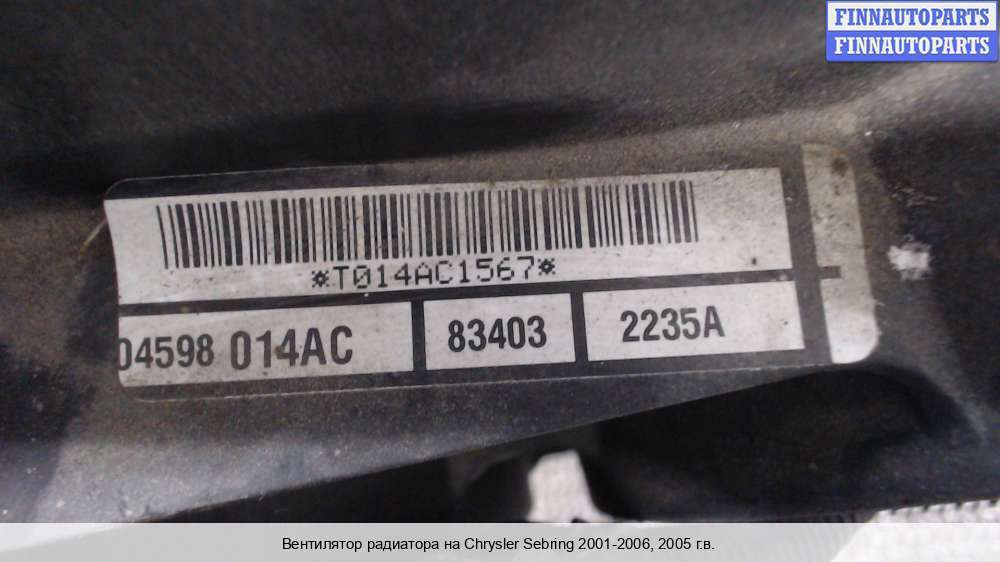 FINNAUTOPARTS
FINNAUTOPARTS
*T014AC1567*
04598 014AC 83403 2235A
Вентилятор радиатора на Chrysler Sebring 2001-2006, 2005 г.в.